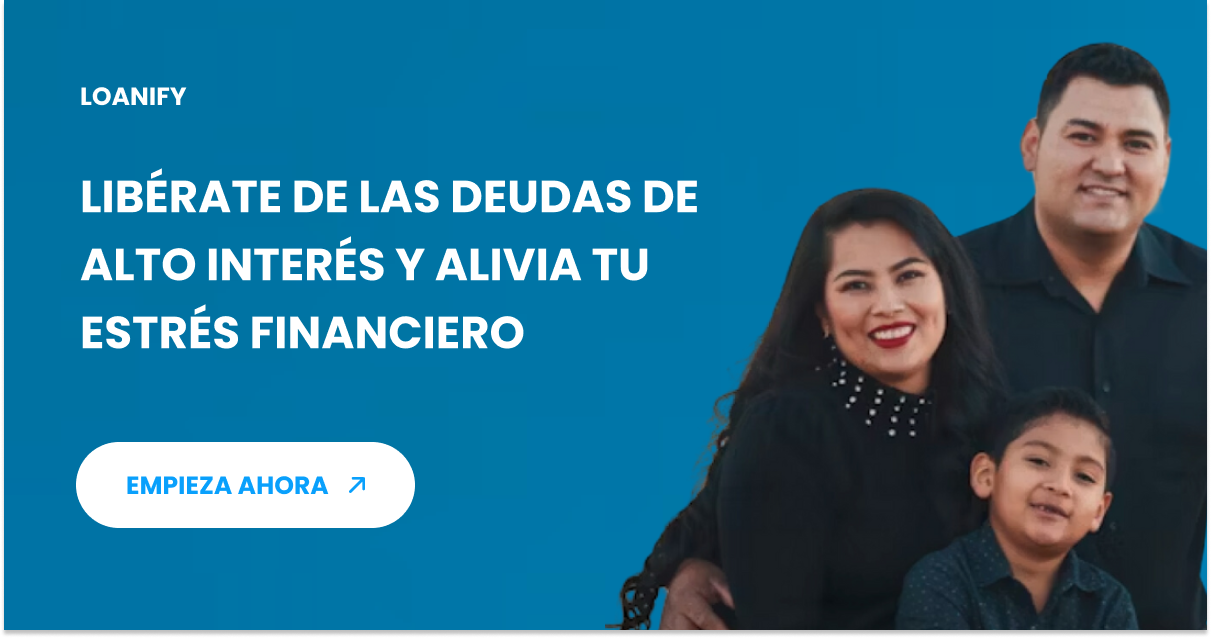 LOANIFY
LIBÉRATE DE LAS DEUDAS DE
ALTO INTERÉS Y ALIVIA TU
ESTRÉS FINANCIERO
EMPIEZA AHORA